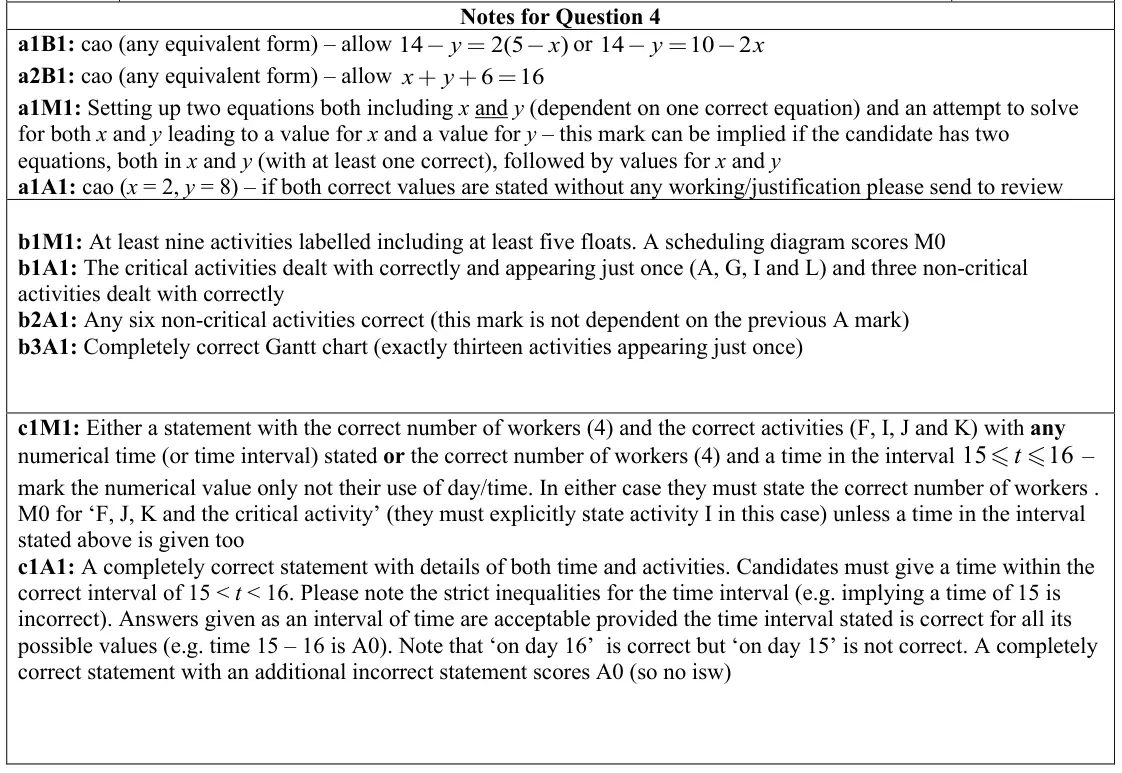 Notes for Question 4
a1B1: cao (any equivalent form) – allow 14 − y = 2(5 − x) or 14 − y = 10 − 2x
a2B1: cao (any equivalent form) – allow x + y + 6 = 16
a1M1: Setting up two equations both including x and y (dependent on one correct equation) and an attempt to solve
for both x and y leading to a value for x and a value for y – this mark can be implied if the candidate has two
equations, both in x and y (with at least one correct), followed by values for x and y
a1A1: cao (x = 2, y = 8) – if both correct values are stated without any working/justification please send to review
b1M1: At least nine activities labelled including at least five floats. A scheduling diagram scores M0
b1A1: The critical activities dealt with correctly and appearing just once (A, G, I and L) and three non-critical
activities dealt with correctly
b2A1: Any six non-critical activities correct (this mark is not dependent on the previous A mark)
b3A1: Completely correct Gantt chart (exactly thirteen activities appearing just once)
c1M1: Either a statement with the correct number of workers (4) and the correct activities (F, I, J and K) with any
numerical time (or time interval) stated or the correct number of workers (4) and a time in the interval 15 ⩽ t ⩽ 16 –
mark the numerical value only not their use of day/time. In either case they must state the correct number of workers .
M0 for ‘F, J, K and the critical activity’ (they must explicitly state activity I in this case) unless a time in the interval
stated above is given too
c1A1: A completely correct statement with details of both time and activities. Candidates must give a time within the
correct interval of 15 < t < 16. Please note the strict inequalities for the time interval (e.g. implying a time of 15 is
incorrect). Answers given as an interval of time are acceptable provided the time interval stated is correct for all its
possible values (e.g. time 15 – 16 is A0). Note that ‘on day 16’ is correct but ‘on day 15’ is not correct. A completely
correct statement with an additional incorrect statement scores A0 (so no isw)